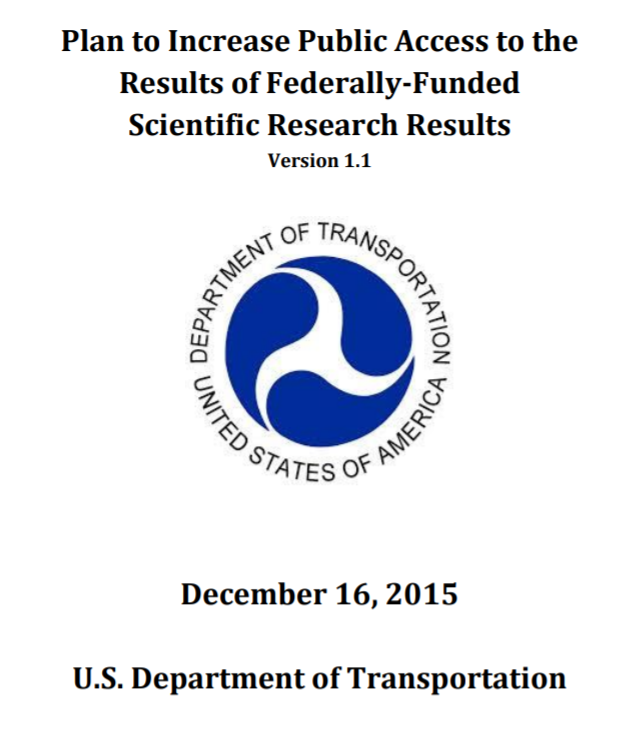 Plan to Increase Public Access to the
Results of Federally-Funded
Scientific Research Results
Version 1.1
DEPARTMENT OF TRANSPORTATION
UNITED STATES OF AMERICA
December 16, 2015
U.S. Department of Transportation